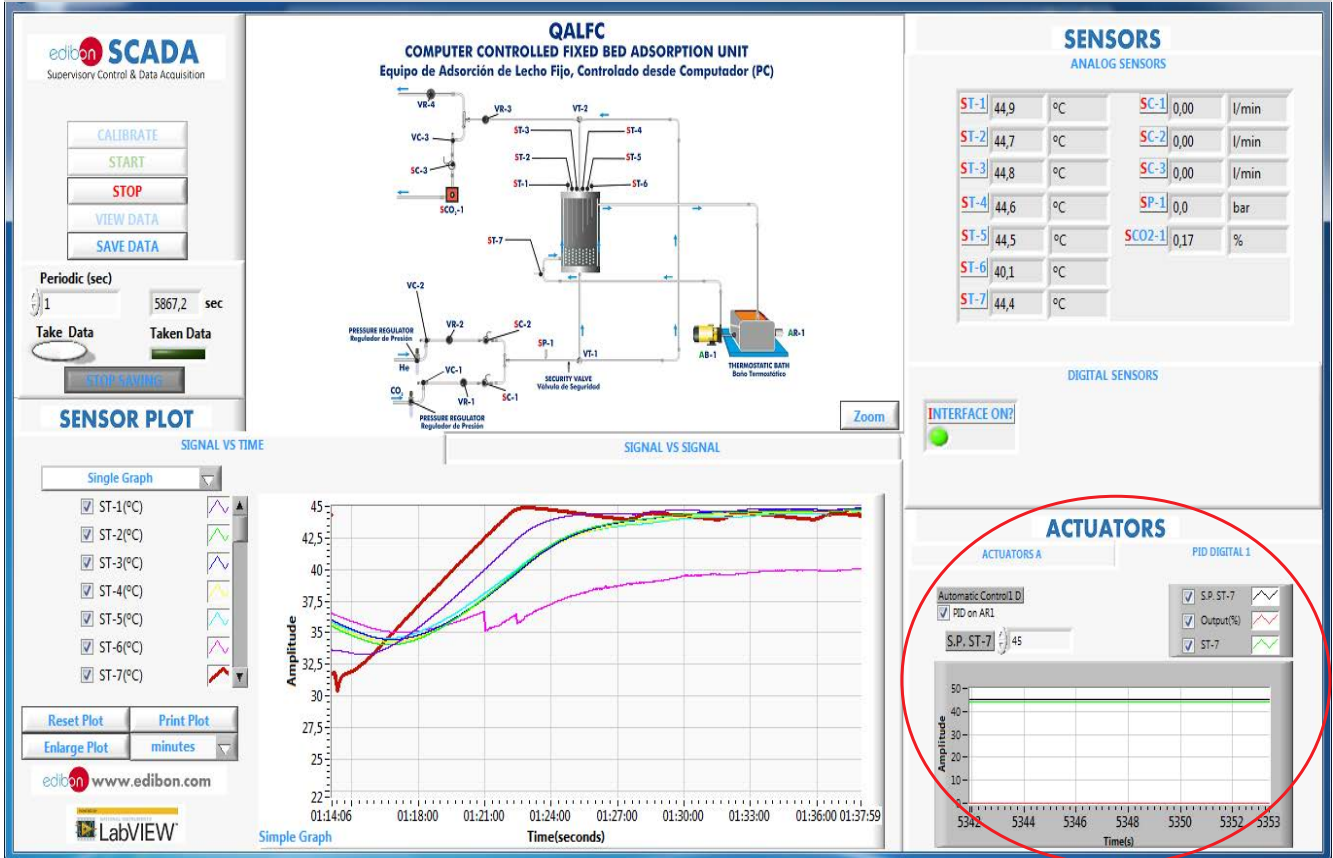 edibon SCADA
Supervisory Control & Data Acquisition
CALIBRATE
START
STOP
VIEW DATA
SAVE DATA
Periodic (sec)
1 5867,2 sec
Take Data Taken Data
STOP SAVING
QALFC
COMPUTER CONTROLLED FIXED BED ADSORPTION UNIT
Equipo de Adsorción de Lecho Fijo, Controlado desde Computador (PC)
VR-4
VR-3
VT-2
VC-3
ST-3
ST-4
ST-2
ST-5
SC-3
ST-1
ST-6
SCO₂-1
ST-7
VC-2
VR-2
SC-2
PRESSURE REGULATOR
Regulador de Presión
SP-1
AR-1
He
VC-1
VT-1
AB-1
THERMOSTATIC BATH
Baño Termostático
SECURITY VALVE
Válvula de Seguridad
CO₂
VR-1
SC-1
PRESSURE REGULATOR
Regulador de Presión
Zoom
SENSORS
ANALOG SENSORS
ST-1 44,9 ºC SC-1 0,00 l/min
ST-2 44,7 ºC SC-2 0,00 l/min
ST-3 44,8 ºC SC-3 0,00 l/min
ST-4 44,6 ºC SP-1 0,0 bar
ST-5 44,5 ºC SCO2-1 0,17 %
ST-6 40,1 ºC
ST-7 44,4 ºC
DIGITAL SENSORS
INTERFACE ON?
SENSOR PLOT
SIGNAL VS TIME SIGNAL VS SIGNAL
Single Graph
ST-1(ºC)
ST-2(ºC)
ST-3(ºC)
ST-4(ºC)
ST-5(ºC)
ST-6(ºC)
ST-7(ºC)
Reset Plot Print Plot
Enlarge Plot minutes
edibon www.edibon.com
LabVIEW
Amplitude
45
42,5
40
37,5
35
32,5
30
27,5
25
22
01:14:06 01:18:00 01:21:00 01:24:00 01:27:00 01:30:00 01:33:00 01:36:00 01:37:59
Simple Graph Time(seconds)
ACTUATORS
ACTUATORS A PID DIGITAL 1
Automatic Control1 D
PID on AR1
S.P. ST-7 45
S.P. ST-7
Output(%)
ST-7
Amplitude
50
40
30
20
10
0
5342 5344 5346 5348 5350 5352 5353
Time(s)